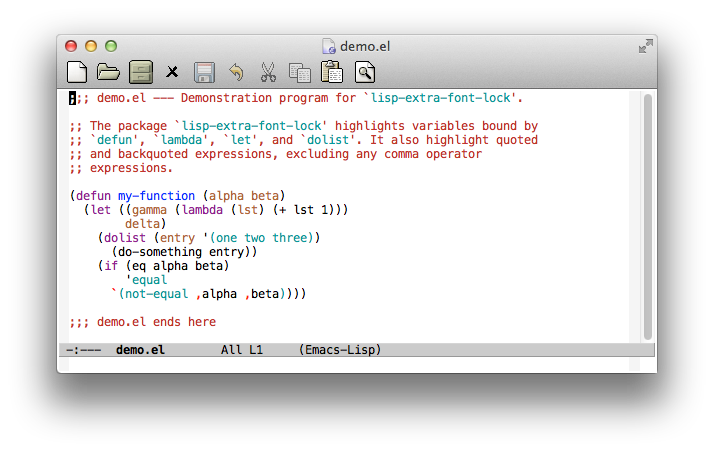 demo.el
;;; demo.el --- Demonstration program for `lisp-extra-font-lock'.
;; The package `lisp-extra-font-lock' highlights variables bound by
;; `defun', `lambda', `let', and `dolist'. It also highlight quoted
;; and backquoted expressions, excluding any comma operator
;; expressions.
(defun my-function (alpha beta)
  (let ((gamma (lambda (lst) (+ lst 1)))
        delta)
    (dolist (entry '(one two three))
      (do-something entry))
    (if (eq alpha beta)
        'equal
      `(not-equal ,alpha ,beta))))
;;; demo.el ends here
-:---  demo.el        All L1     (Emacs-Lisp)